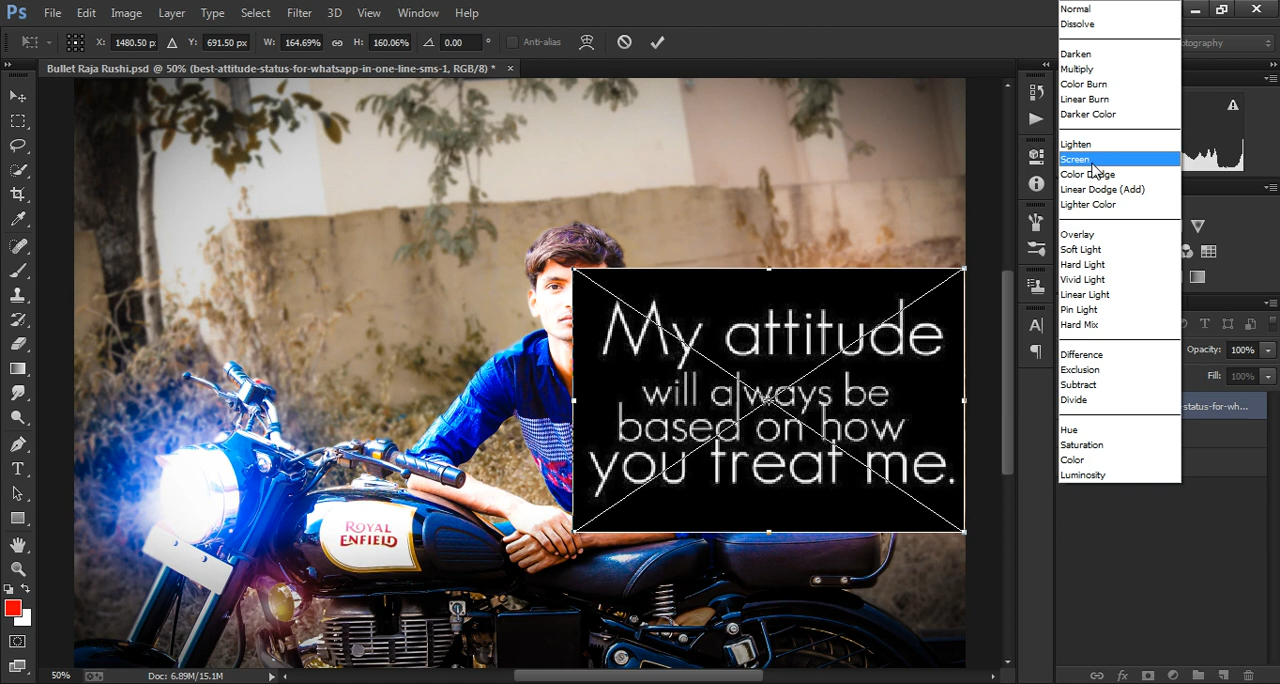 Ps File Edit Image Layer Type Select Filter 3D View Window Help
X: 1480.50 px Y: 691.50 px W: 164.69% H: 160.06% 0.00 ° Anti-alias
Bullet Raja Rushi.psd @ 50% (best-attitude-status-for-whatsapp-in-one-line-sms-1, RGB/8) * ×
My attitude
will always be
based on how
you treat me.
ROYAL
ENFIELD
50% Doc: 6.89M/15.1M
Normal
Dissolve
Darken
Multiply
Color Burn
Linear Burn
Darker Color
Lighten
Screen
Color Dodge
Linear Dodge (Add)
Lighter Color
Overlay
Soft Light
Hard Light
Vivid Light
Linear Light
Pin Light
Hard Mix
Difference
Exclusion
Subtract
Divide
Hue
Saturation
Color
Luminosity
otography
Opacity: 100%
Fill: 100%
status-for-wh...
fx